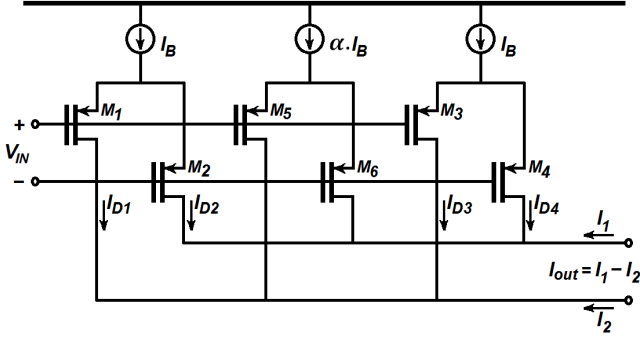 I_B
α.I_B
I_B
M_1
M_5
M_3
+
V_IN
−
M_2
M_6
M_4
I_D1
I_D2
I_D3
I_D4
I_1
I_out = I_1 − I_2
I_2